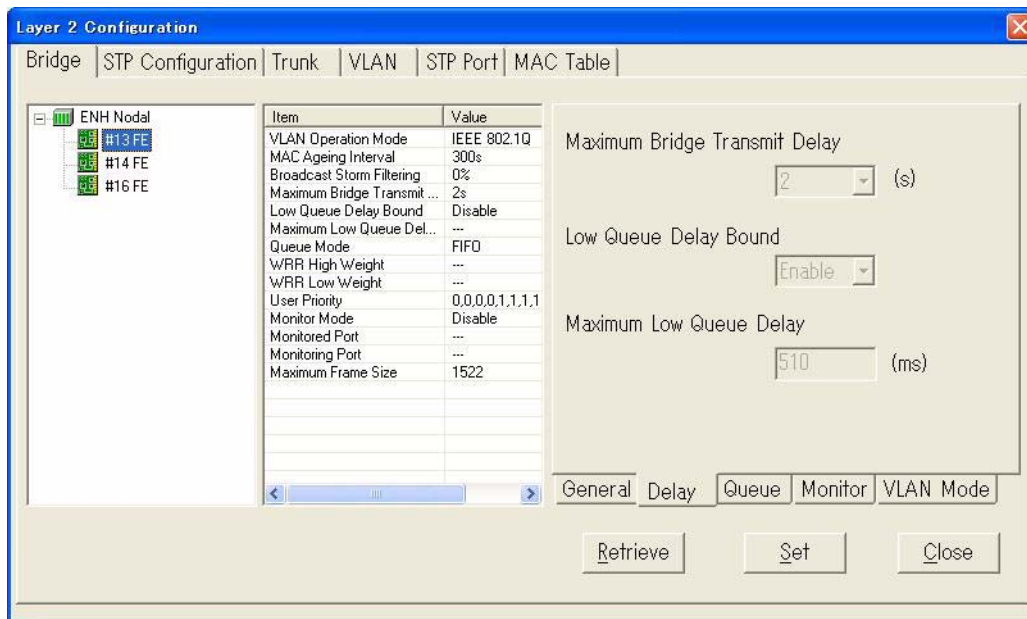 Layer 2 Configuration
Bridge STP Configuration Trunk VLAN STP Port MAC Table
ENH Nodal
#13 FE
#14 FE
#16 FE
Item Value
VLAN Operation Mode IEEE 802.1Q
MAC Ageing Interval 300s
Broadcast Storm Filtering 0%
Maximum Bridge Transmit ... 2s
Low Queue Delay Bound Disable
Maximum Low Queue Del... ---
Queue Mode FIFO
WRR High Weight ---
WRR Low Weight ---
User Priority 0,0,0,0,1,1,1,1
Monitor Mode Disable
Monitored Port ---
Monitoring Port ---
Maximum Frame Size 1522
Maximum Bridge Transmit Delay
2 (s)
Low Queue Delay Bound
Enable
Maximum Low Queue Delay
510 (ms)
General Delay Queue Monitor VLAN Mode
Retrieve Set Close